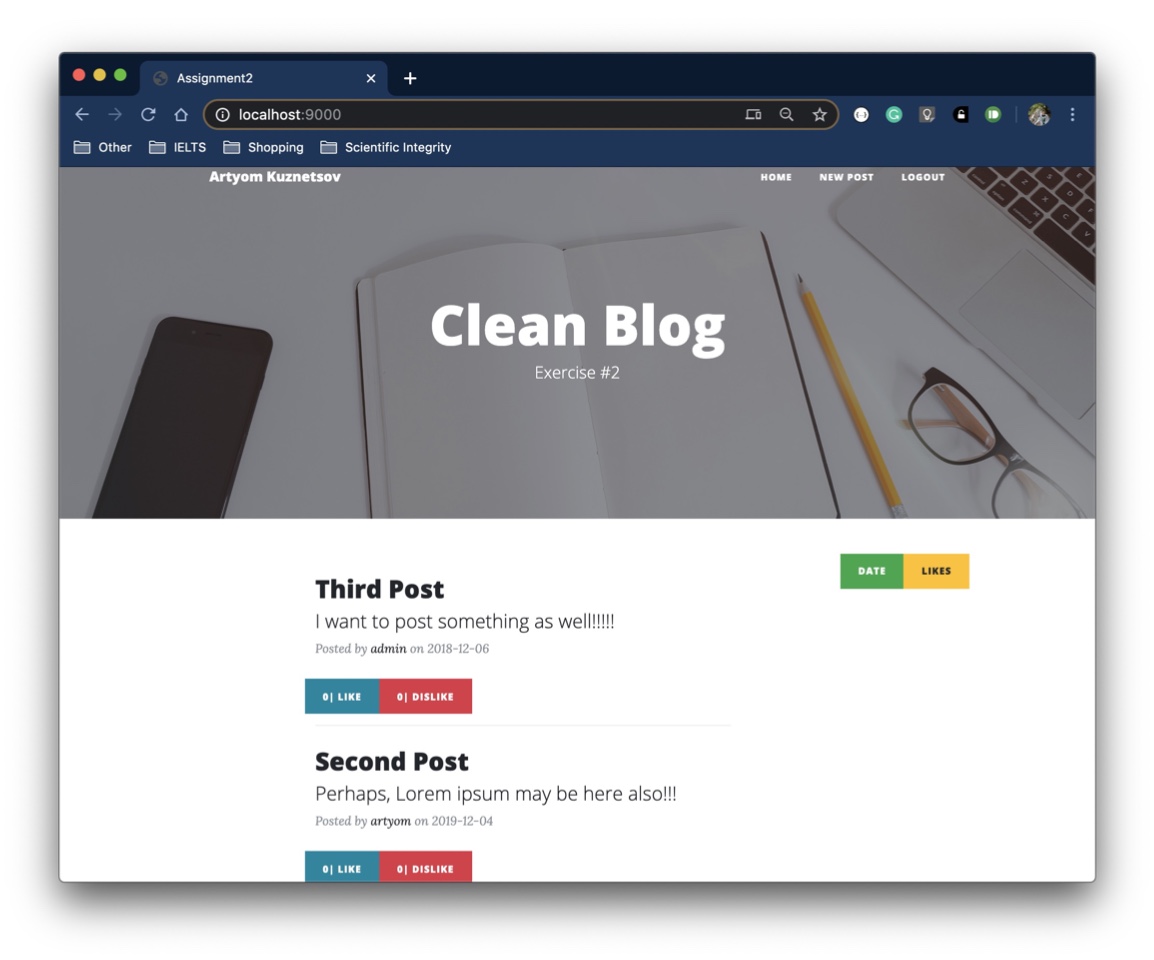 Assignment2
localhost:9000
Other IELTS Shopping Scientific Integrity
Artyom Kuznetsov HOME NEW POST LOGOUT
Clean Blog
Exercise #2
DATE LIKES
Third Post
I want to post something as well!!!!!
Posted by admin on 2018-12-06
0| LIKE 0| DISLIKE
Second Post
Perhaps, Lorem ipsum may be here also!!!
Posted by artyom on 2019-12-04
0| LIKE 0| DISLIKE